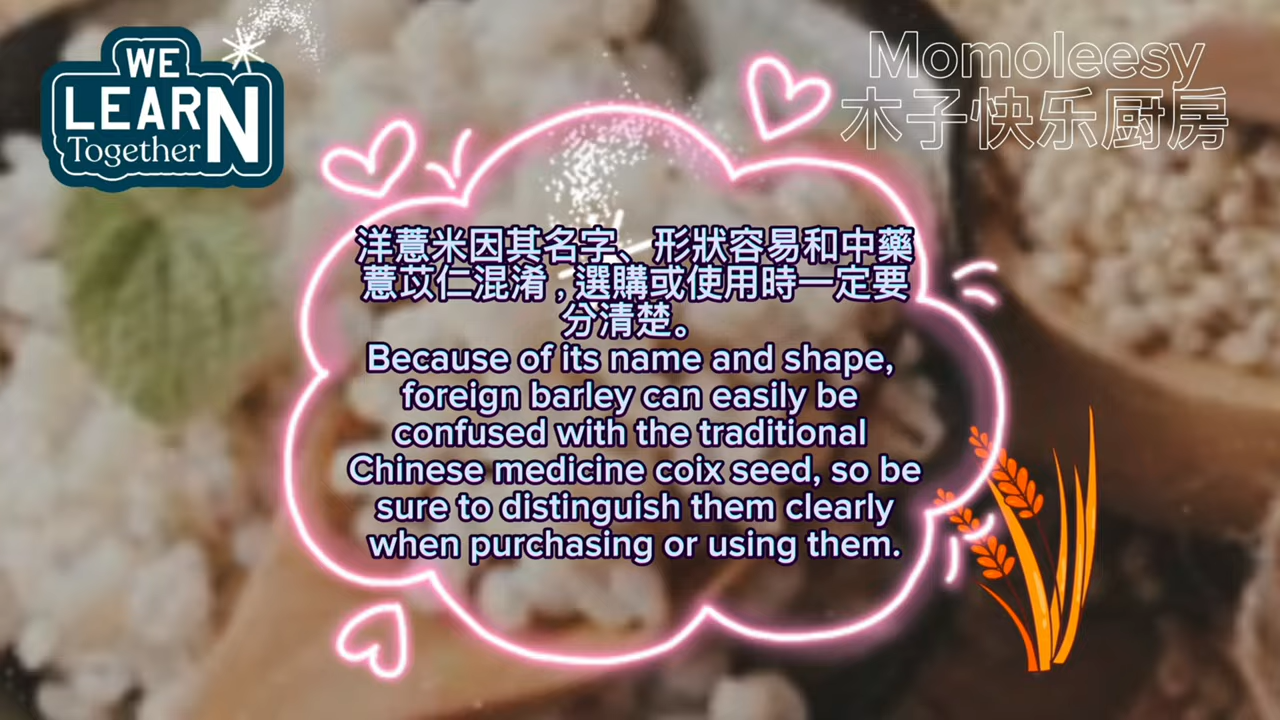 WE
LEARN
Together
Momoleesy
木子快乐厨房
洋薏米因其名字、形狀容易和中藥
薏苡仁混淆 , 選購或使用時一定要
分清楚。
Because of its name and shape,
foreign barley can easily be
confused with the traditional
Chinese medicine coix seed, so be
sure to distinguish them clearly
when purchasing or using them.